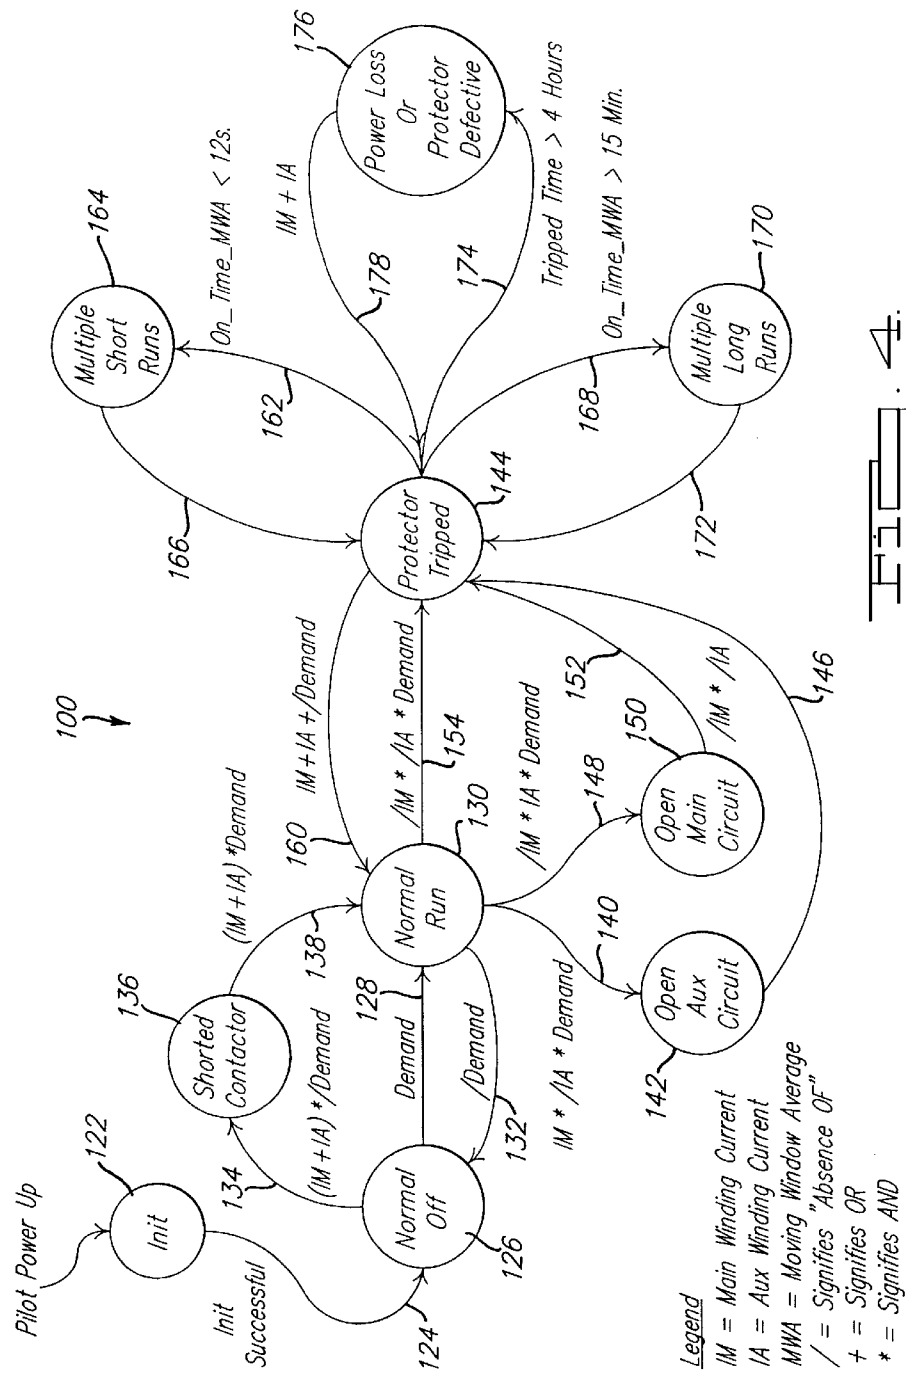 100
Pilot Power Up
122
Init
Init
Successful
124
Normal
Off
126
134
(IM + IA) * /Demand
136
Shorted
Contactor
138
(IM + IA) *Demand
Demand
128
/Demand
132
Normal
Run
130
160
IM + IA + /Demand
/IM * /IA * Demand
154
IM * /IA * Demand
140
Open
Aux
Circuit
142
/IM * IA * Demand
148
Open
Main
Circuit
150
152
/IM * /IA
146
Protector
Tripped
144
166
162
Multiple
Short
Runs
164
On_Time_MWA < 12s.
178
IM + IA
Power Loss
Or
Protector
Defective
176
174
Tripped Time > 4 Hours
168
On_Time_MWA > 15 Min.
Multiple
Long
Runs
170
172
Legend
IM = Main Winding Current
IA = Aux Winding Current
MWA = Moving Window Average
/ = Signifies "Absence OF"
+ = Signifies OR
* = Signifies AND
Fig. 4.